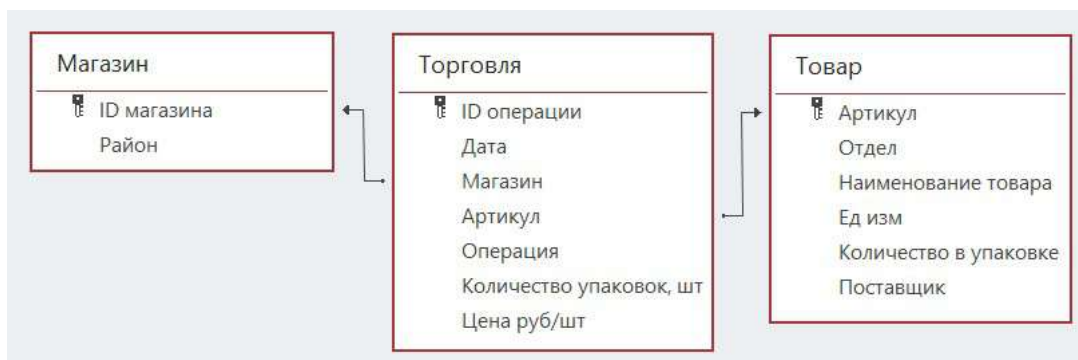 Магазин
ID магазина
Район
Торговля
ID операции
Дата
Магазин
Артикул
Операция
Количество упаковок, шт
Цена руб/шт
Товар
Артикул
Отдел
Наименование товара
Ед изм
Количество в упаковке
Поставщик